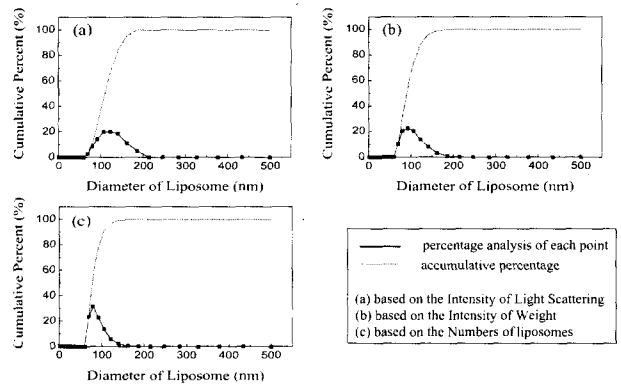 (a)
Cumulative Percent (%)
100
80
60
40
20
0
0 100 200 300 400 500
Diameter of Liposome (nm)
(b)
Cumulative Percent (%)
100
80
60
40
20
0
0 100 200 300 400 500
Diameter of Liposome (nm)
(c)
Cumulative Percent (%)
100
80
60
40
20
0
0 100 200 300 400 500
Diameter of Liposome (nm)
percentage analysis of each point
accumulative percentage
(a) based on the Intensity of Light Scattering
(b) based on the Intensity of Weight
(c) based on the Numbers of liposomes